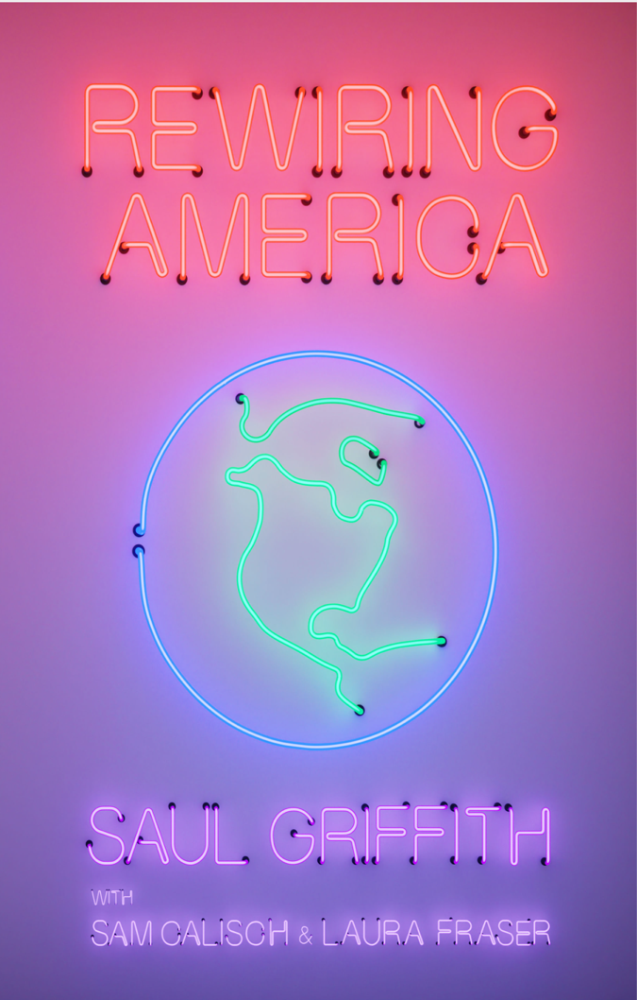 REWIRING
AMERICA
SAUL GRIFFITH
WITH
SAM CALISCH & LAURA FRASER